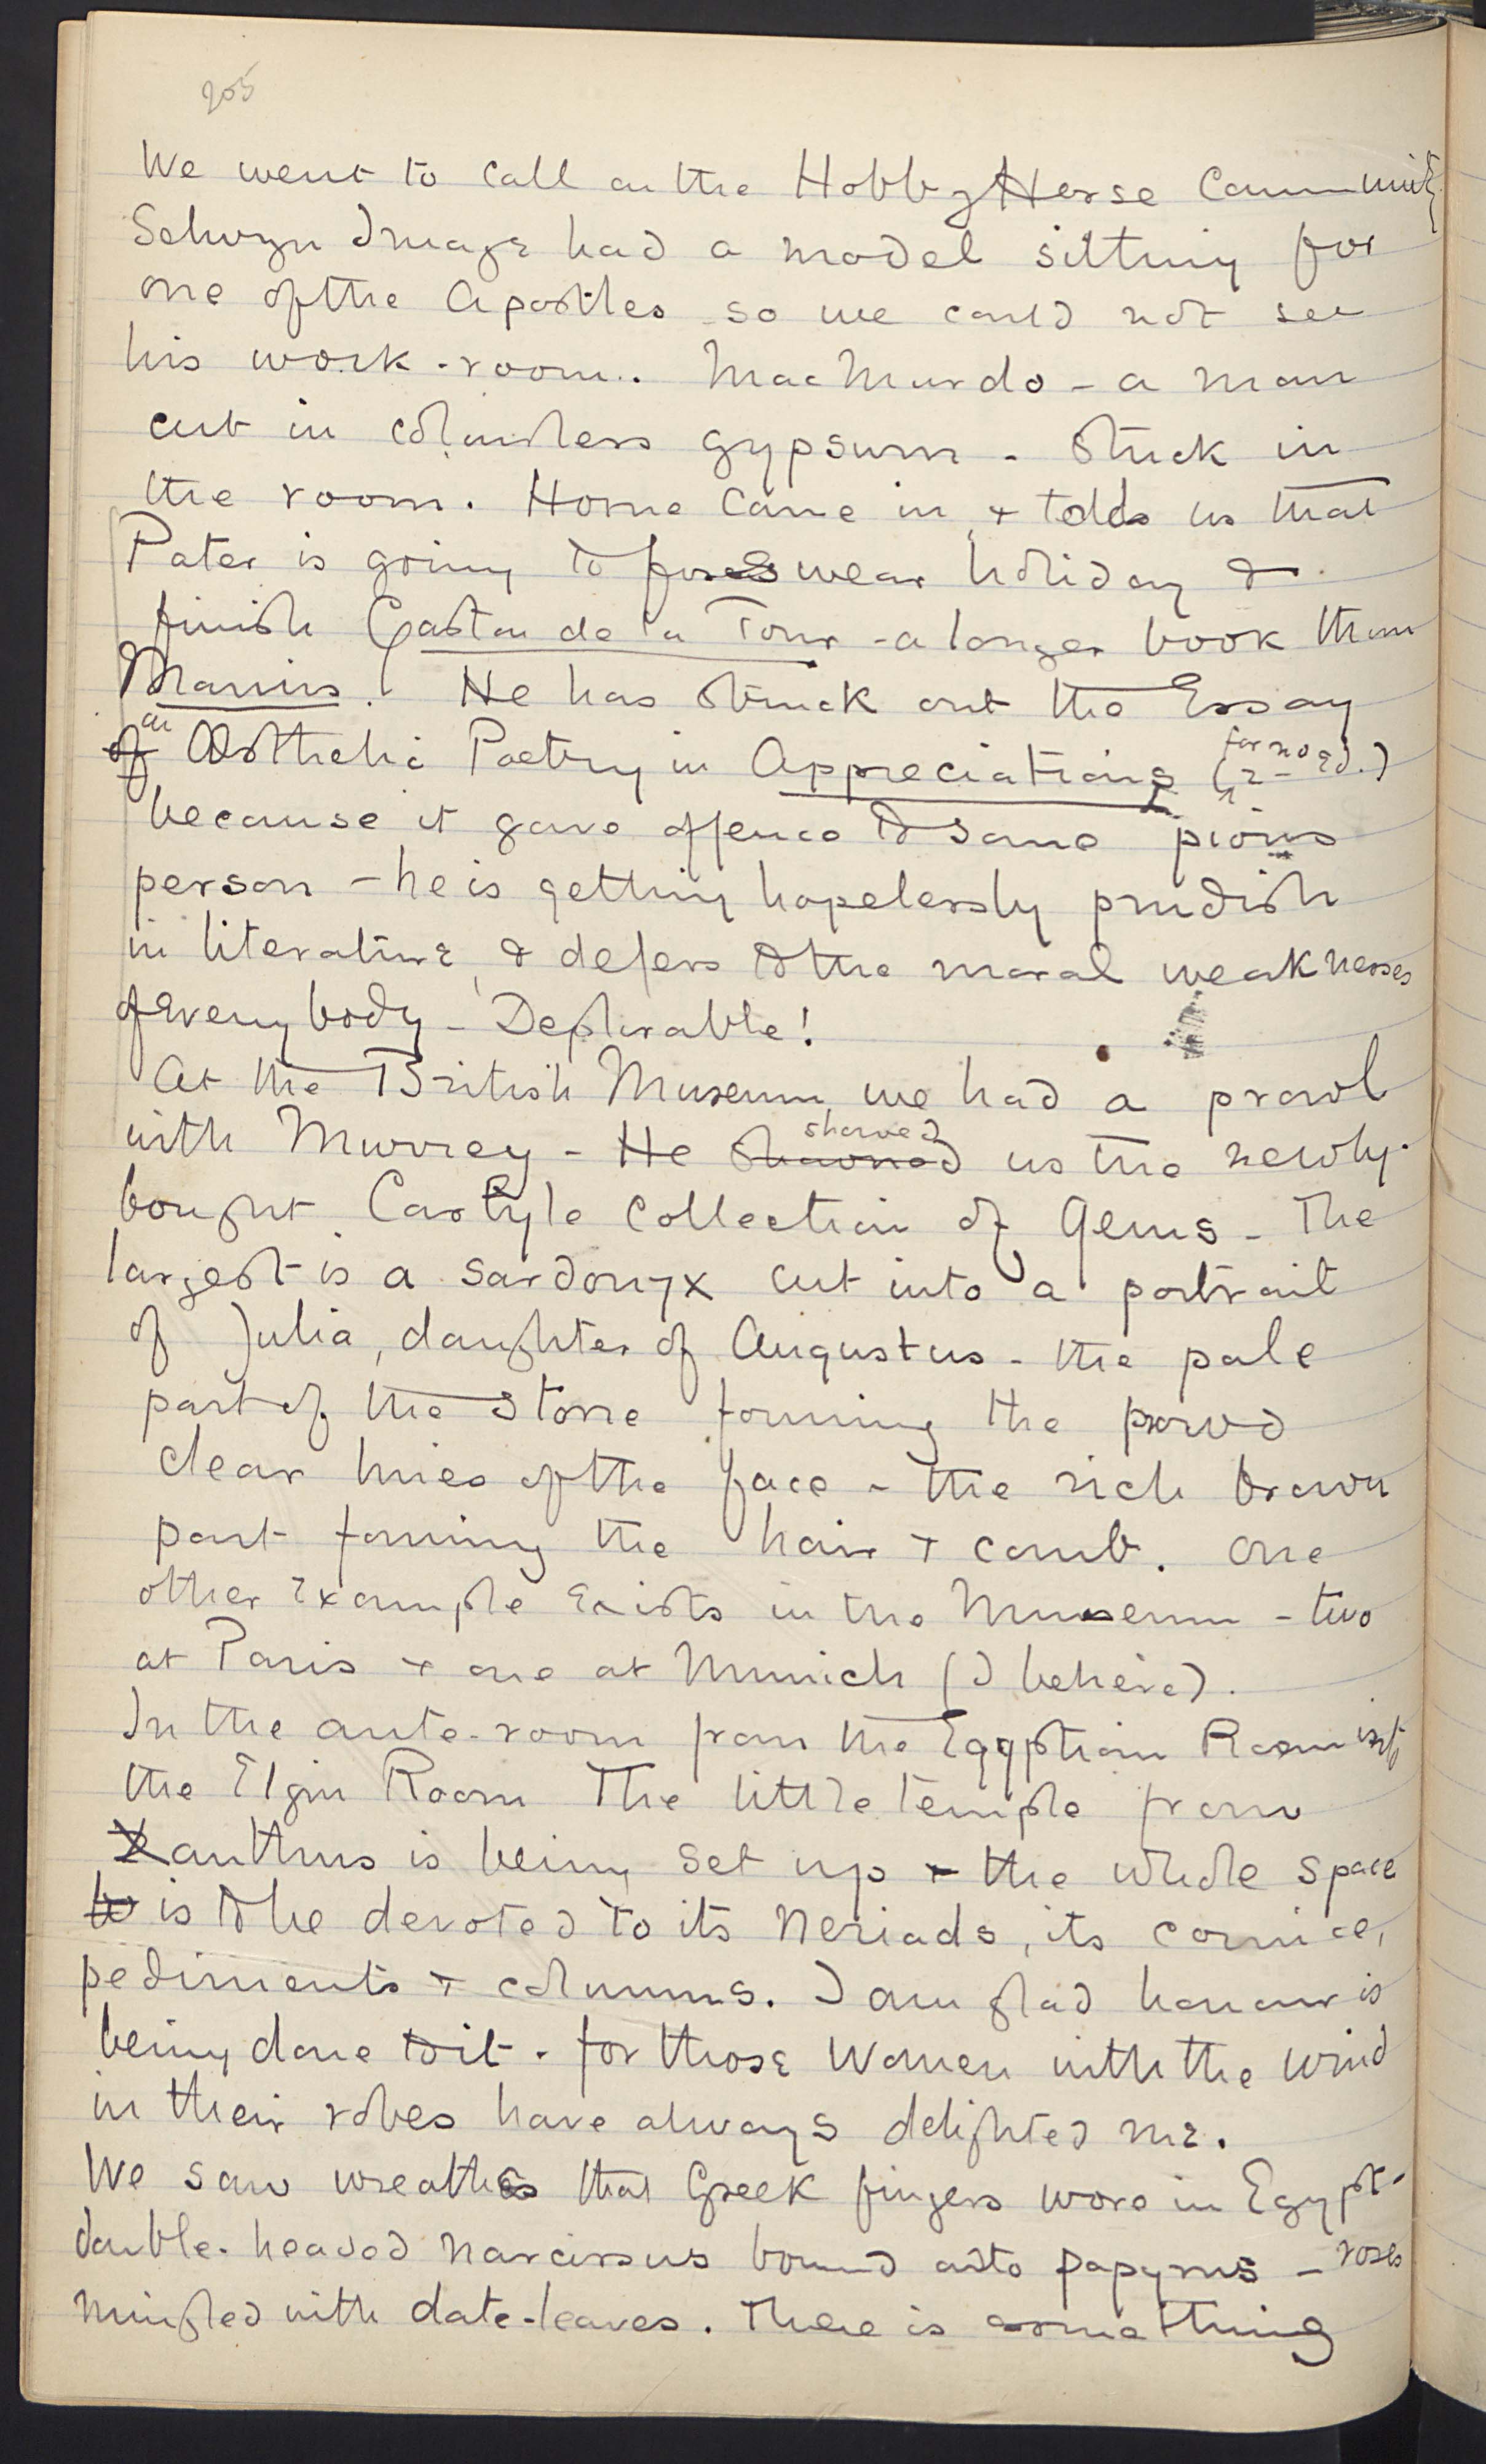 205
We went to call on the Hobby Horse Community
Selwyn Image had a model sitting for
one of the Apostles so we could not see
his work-room. MacMurdo - a man
cut in colourless gypsum - stuck in
the room. Horne came in, & tells us that
Pater is going to forswear holiday &
finish Gaston de la Tour - a longer book than
Marius! He has struck out the Essay
of on Æsthetic Poetry in Appreciations (for 2nd ed.)
because it gave offence to some pious
person - he is getting hopelessly prudish
in literature, & defers to the moral weaknesses
of everybody - Deplorable!
At the British Museum, we had a prowl
with Murrey - He showed us the newly-
bought Carlyle Collection of Gems - The
largest is a sardonyx cut into a portrait
of Julia, daughter of Augustus - the pale
part of the stone forming the proud
clear lines of the face - the rich brown
part forming the hair & comb. One
other example exists in the Museum - two
at Paris & one at Munich (I believe).
In the ante-room from the Egyptian Room into
the Elgin Room The little temple from
Xanthus is being set up & the whole space
to is to be devoted to its Neriads, its cornice,
pediments & columns. I am glad honour is
being done to it - for those women with the wind
in their robes have always delighted me.
We saw wreathes that Greek fingers wove in Egypt -
double-headed narcissus bound onto papyrus - roses
mingled with date-leaves. There is something